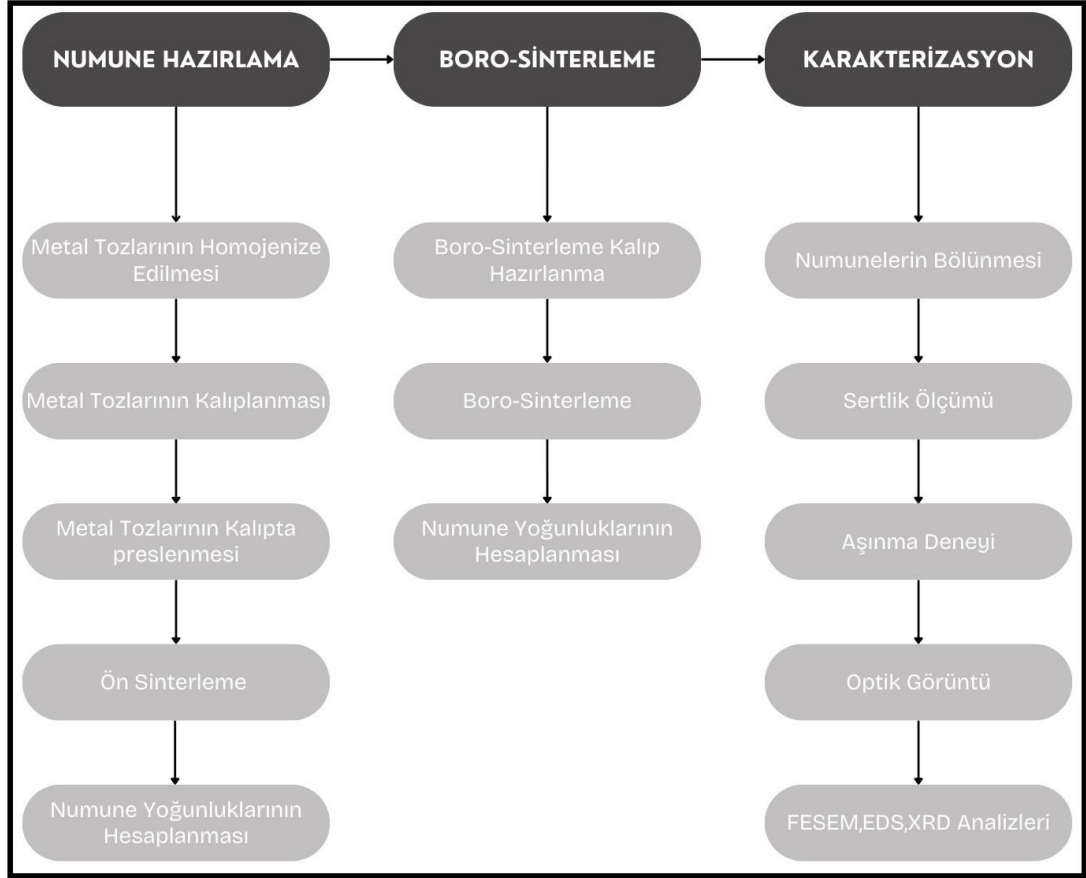 NUMUNE HAZIRLAMA
BORO-SİNTERLEME
KARAKTERİZASYON
Metal Tozlarının Homojenize
Edilmesi
Metal Tozlarının Kalıplanması
Metal Tozlarının Kalıpta
preslenmesi
Ön Sinterleme
Numune Yoğunluklarının
Hesaplanması
Boro-Sinterleme Kalıp
Hazırlanma
Boro-Sinterleme
Numune Yoğunluklarının
Hesaplanması
Numunelerin Bölünmesi
Sertlik Ölçümü
Aşınma Deneyi
Optik Görüntü
FESEM,EDS,XRD Analizleri